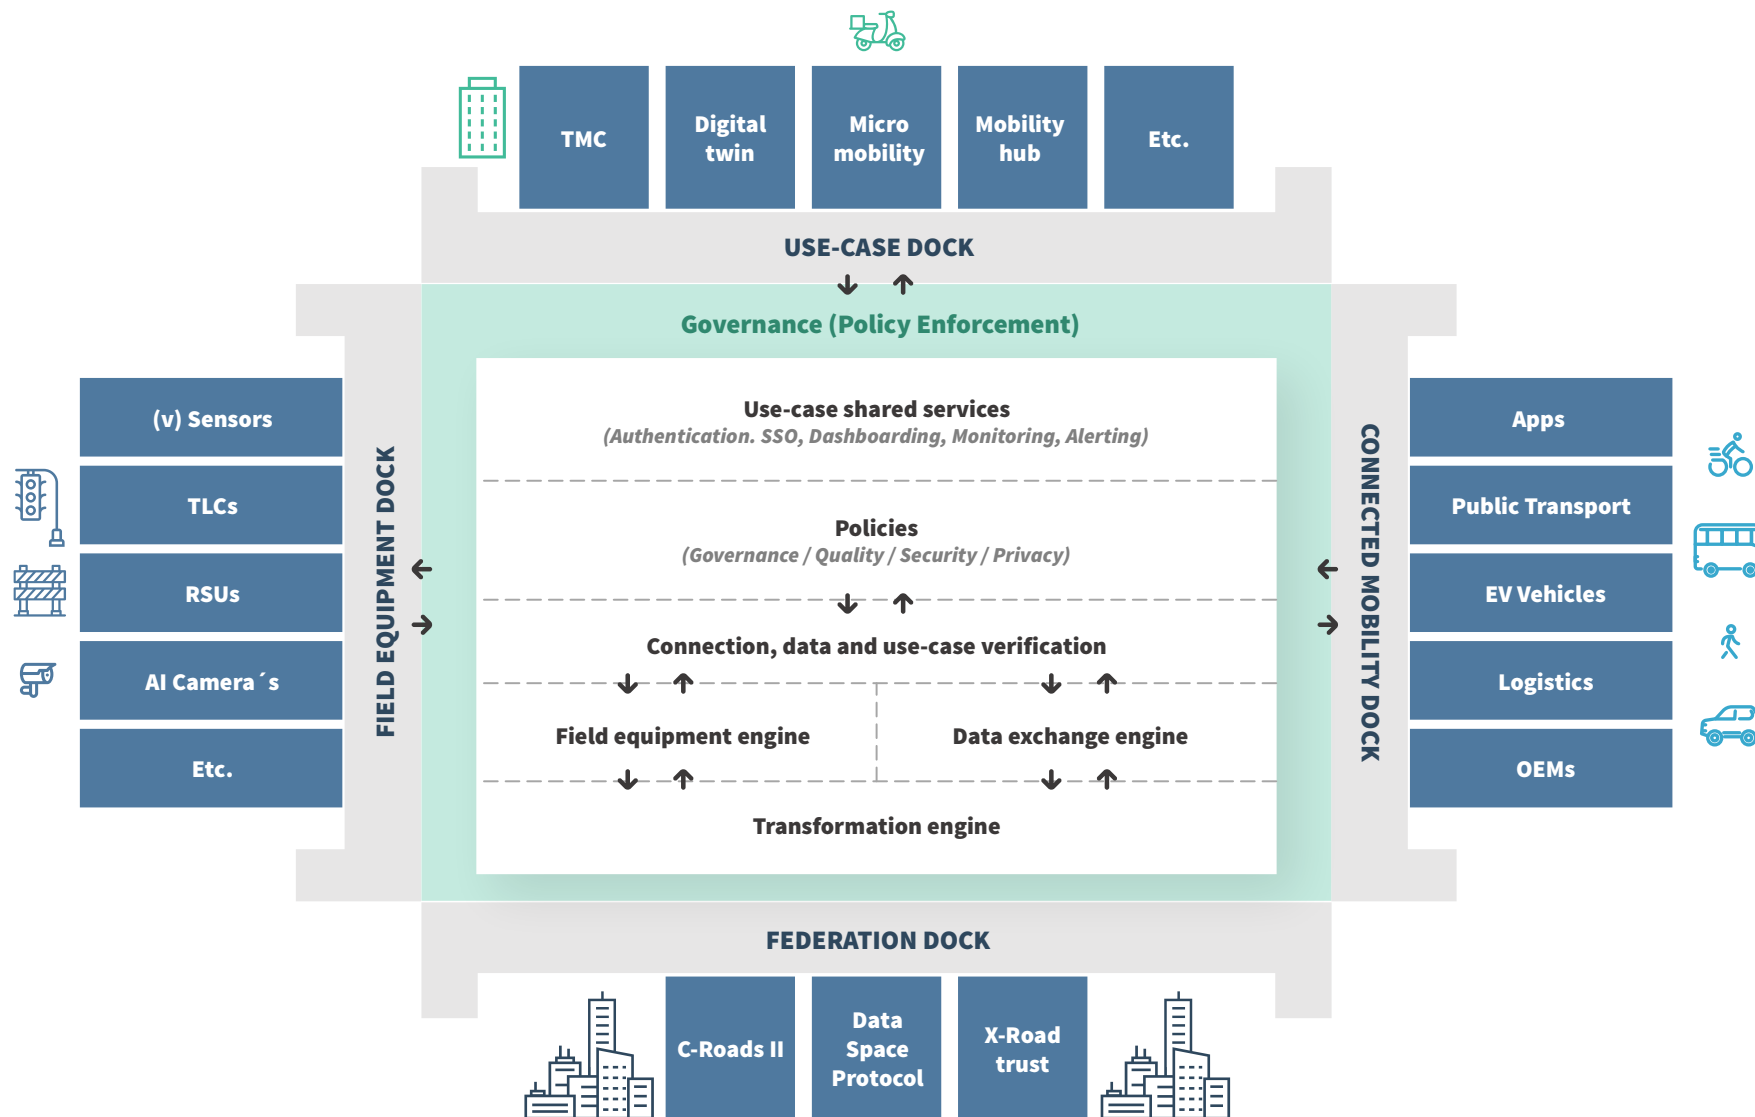 TMC
Digital
twin
Micro
mobility
Mobility
hub
Etc.
USE-CASE DOCK
Governance (Policy Enforcement)
(v) Sensors
TLCs
RSUs
AI Camera´s
Etc.
FIELD EQUIPMENT DOCK
Use-case shared services
(Authentication. SSO, Dashboarding, Monitoring, Alerting)
Policies
(Governance / Quality / Security / Privacy)
Connection, data and use-case verification
Field equipment engine
Data exchange engine
Transformation engine
CONNECTED MOBILITY DOCK
Apps
Public Transport
EV Vehicles
Logistics
OEMs
FEDERATION DOCK
C-Roads II
Data
Space
Protocol
X-Road
trust